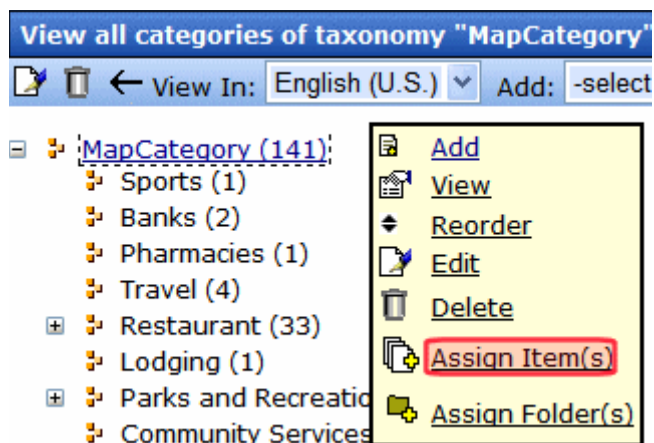 View all categories of taxonomy "MapCategory"
View In: English (U.S.) Add: -select
MapCategory (141)
Sports (1)
Banks (2)
Pharmacies (1)
Travel (4)
Restaurant (33)
Lodging (1)
Parks and Recreatio
Community Services
Add
View
Reorder
Edit
Delete
Assign Item(s)
Assign Folder(s)